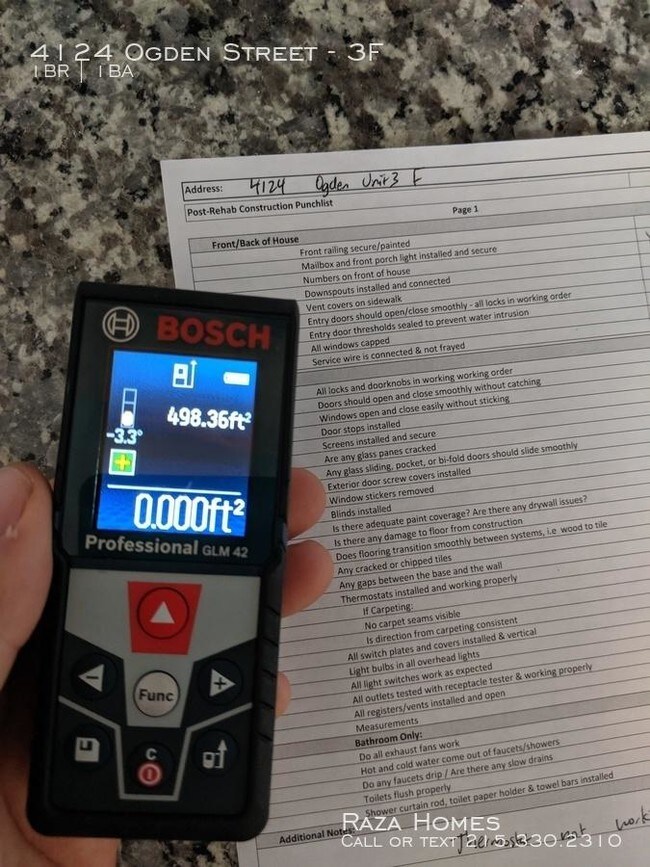 4124 Ogden Street - 3F
1BR | 1BA
Address: 4124 Ogden Unit 3 F
Post-Rehab Construction Punchlist Page 1
Front/Back of House
Front railing secure/painted
Mailbox and front porch light installed and secure
Numbers on front of house
Downspouts installed and connected
Vent covers on sidewalk
Entry doors should open/close smoothly - all locks in working order
Entry door thresholds sealed to prevent water intrusion
All windows capped
Service wire is connected & not frayed
All locks and doorknobs in working working order
Doors should open and close smoothly without catching
Windows open and close easily without sticking
Door stops installed
Screens installed and secure
Are any glass panes cracked
Any glass sliding, pocket, or bi-fold doors should slide smoothly
Exterior door screw covers installed
Window stickers removed
Blinds installed
Is there adequate paint coverage? Are there any drywall issues?
Is there any damage to floor from construction
Does flooring transition smoothly between systems, i.e wood to tile
Any cracked or chipped tiles
Any gaps between the base and the wall
Thermostats installed and working properly
If Carpeting:
No carpet seams visible
Is direction from carpeting consistent
All switch plates and covers installed & vertical
Light bulbs in all overhead lights
All light switches work as expected
All outlets tested with receptacle tester & working properly
All registers/vents installed and open
Measurements
Bathroom Only:
Do all exhaust fans work
Hot and cold water come out of faucets/showers
Do any faucets drip / Are there any slow drains
Toilets flush properly
Shower curtain rod, toilet paper holder & towel bars installed
Additional Notes: Thermostat not
BOSCH
498.36ft²
-3.3°
0.000ft²
Professional GLM 42
Func
C
Raza Homes
Call or text 215.330.2310